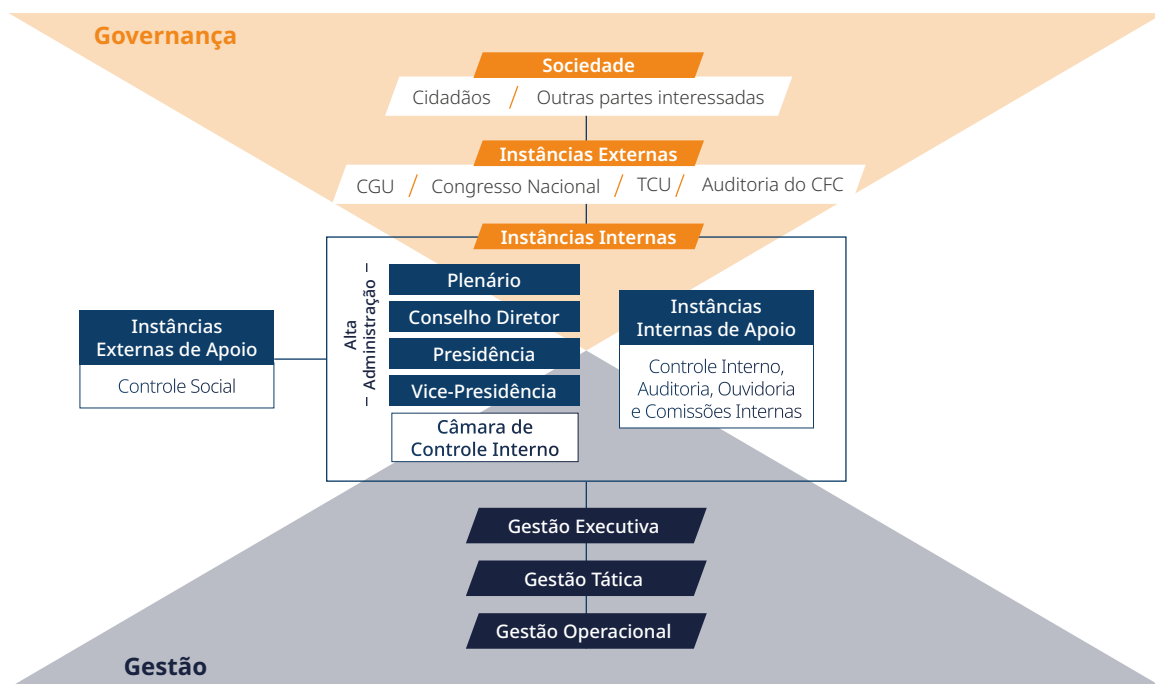 Governança
Sociedade
Cidadãos / Outras partes interessadas
Instâncias Externas
CGU / Congresso Nacional / TCU / Auditoria do CFC
Instâncias Internas
Alta
– Administração –
Plenário
Conselho Diretor
Presidência
Vice-Presidência
Câmara de
Controle Interno
Instâncias
Internas de Apoio
Controle Interno,
Auditoria, Ouvidoria
e Comissões Internas
Instâncias
Externas de Apoio
Controle Social
Gestão Executiva
Gestão Tática
Gestão Operacional
Gestão